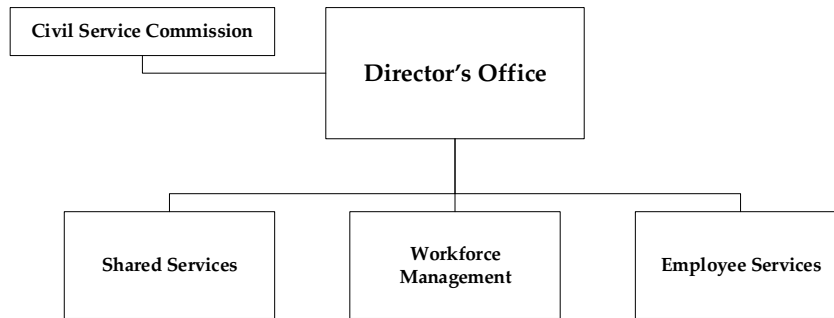 Civil Service Commission
Director’s Office
Shared Services
Workforce
Management
Employee Services